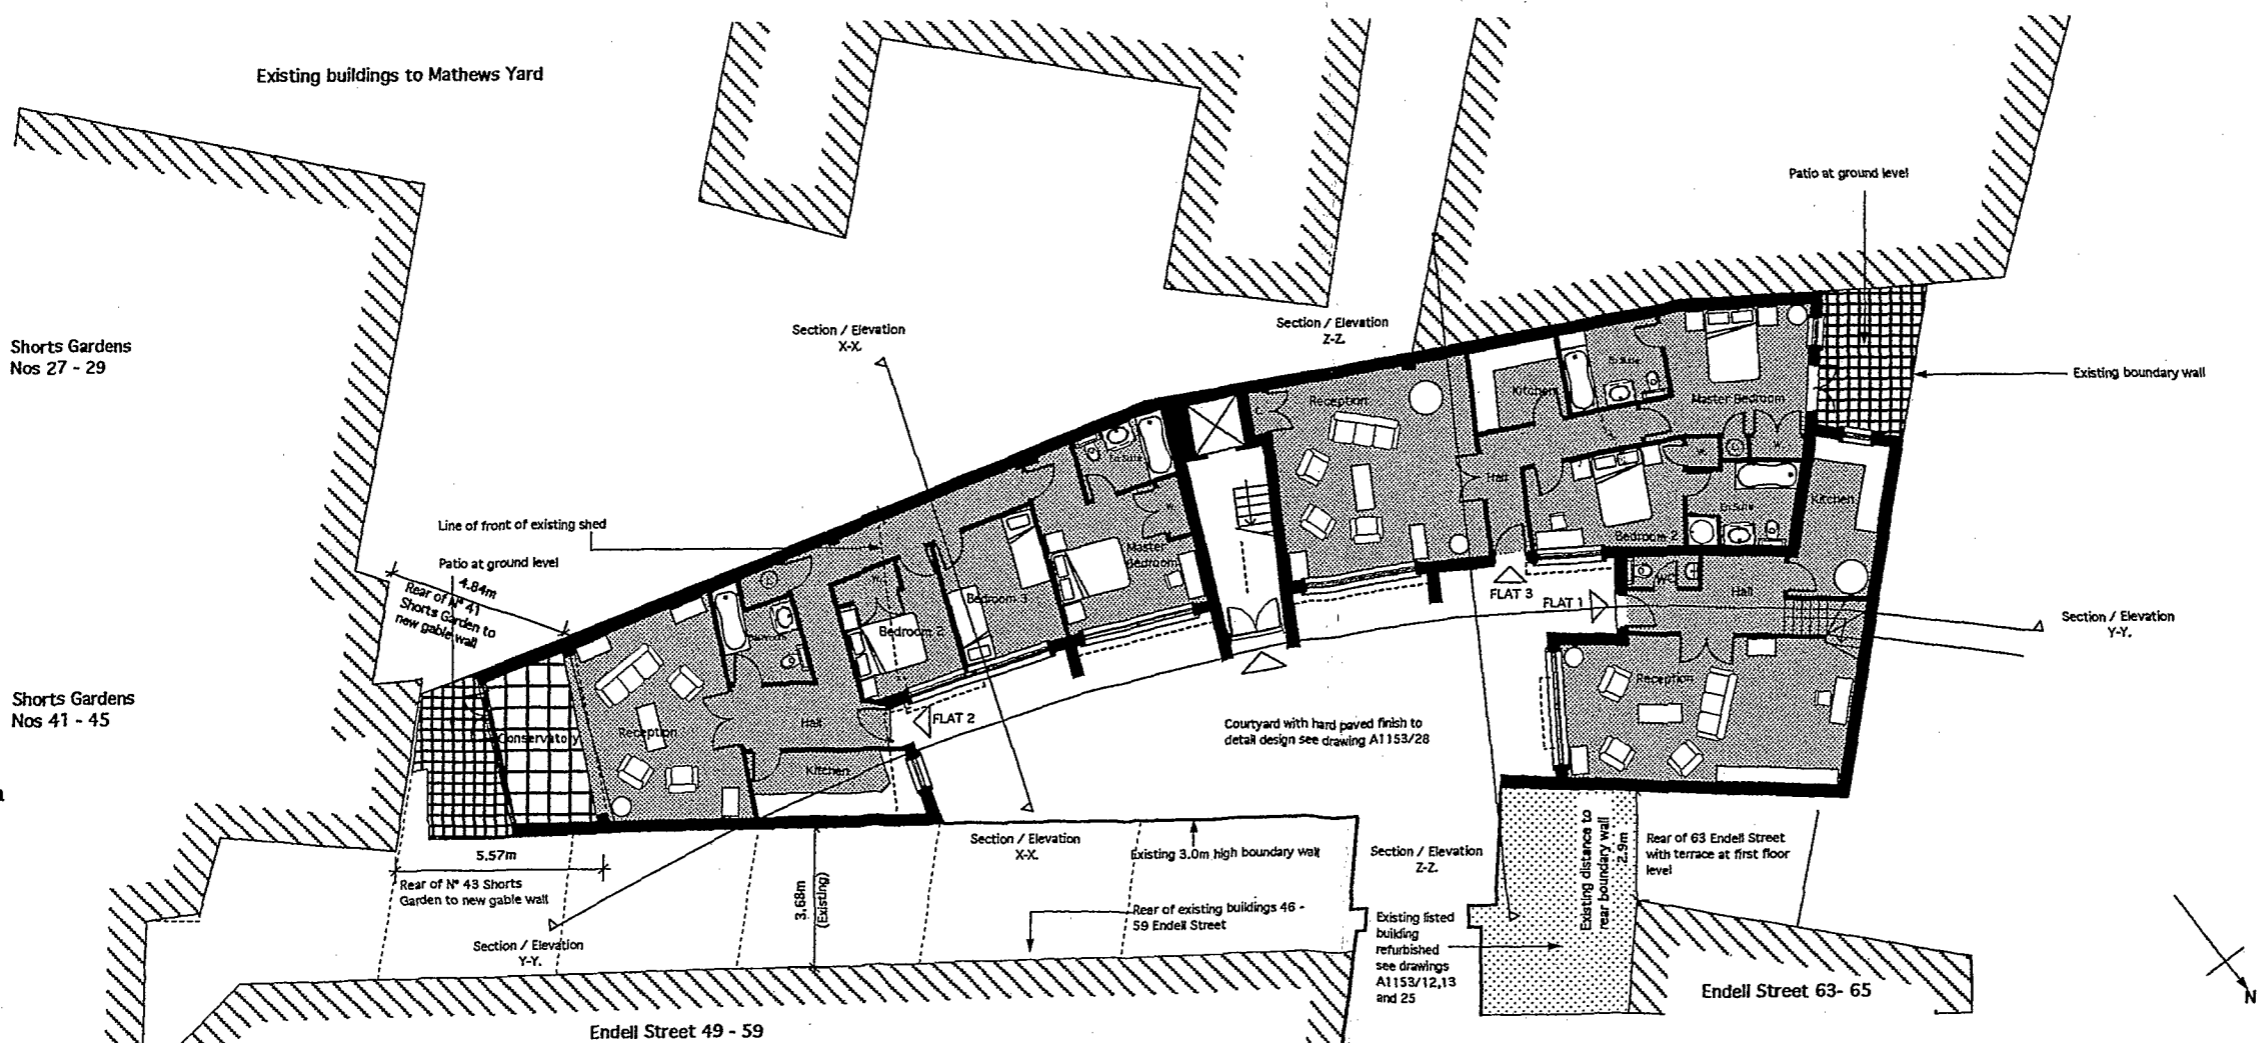 Existing buildings to Mathews Yard
Patio at ground level
Shorts Gardens
Nos 27 - 29
Section / Elevation
X-X.
Section / Elevation
Z-Z.
Existing boundary wall
Reception
Kitchen
En Suite
Master Bedroom
C
W.
En Suite
W.
Hall
W.
Kitchen
En Suite
Bedroom 2
Line of front of existing shed
Patio at ground level
4.84m
Rear of Nº 41
Shorts Garden to
new gable wall
Master
Bedroom
Bedroom 3
W.
Bedroom 2
FLAT 3
FLAT 1
WC
Hall
Section / Elevation
Y-Y.
Shorts Gardens
Nos 41 - 45
Conservatory
Reception
Hall
FLAT 2
Kitchen
Reception
Courtyard with hard paved finish to
detail design see drawing A1153/28
5.57m
Rear of Nº 43 Shorts
Garden to new gable wall
3.68m
(Existing)
Section / Elevation
X-X.
Existing 3.0m high boundary wall
Section / Elevation
Z-Z.
Existing distance to
rear boundary wall
2.9m
Rear of 63 Endell Street
with terrace at first floor
level
Rear of existing buildings 46 -
59 Endell Street
Existing listed
building
refurbished
see drawings
A1153/12,13
and 25
Section / Elevation
Y-Y.
Endell Street 63- 65
Endell Street 49 - 59
N